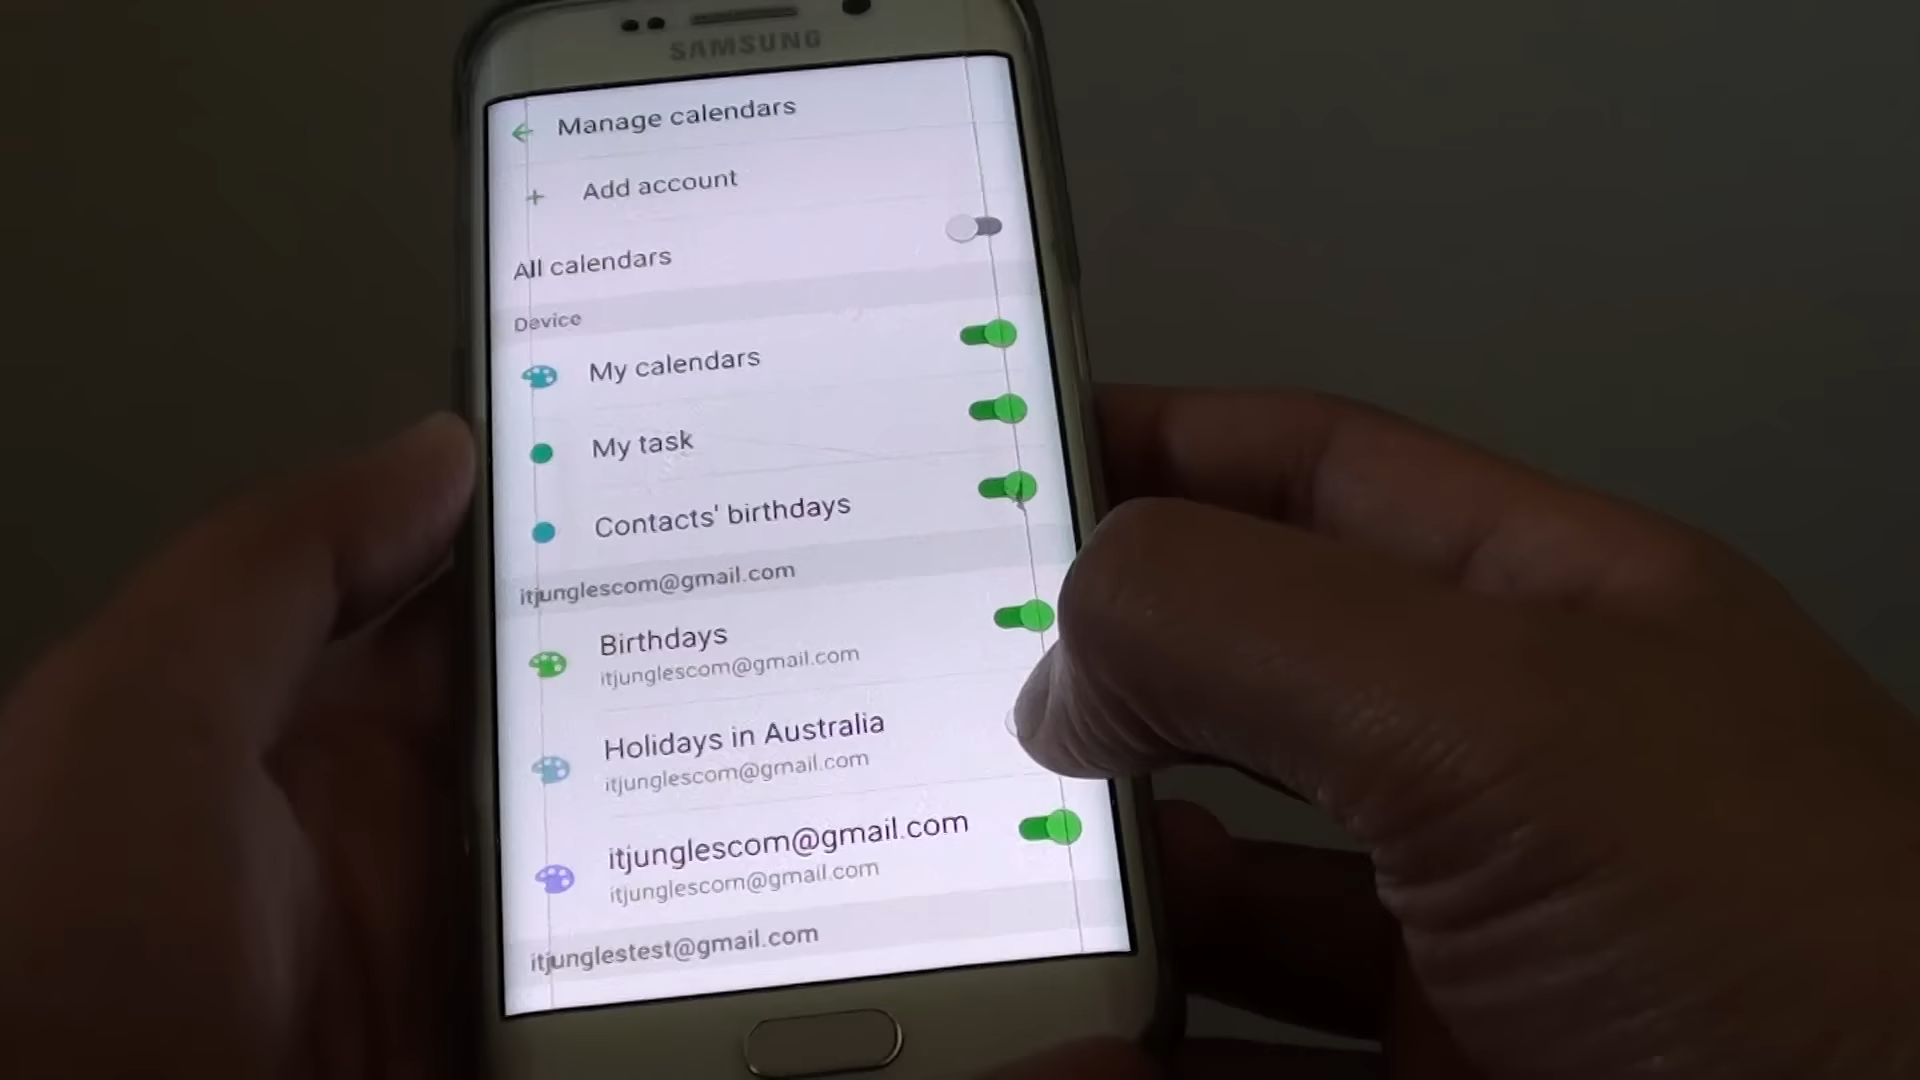 SAMSUNG
Manage calendars
Add account
All calendars
Device
My calendars
My task
Contacts' birthdays
itjunglescom@gmail.com
Birthdays
itjunglescom@gmail.com
Holidays in Australia
itjunglescom@gmail.com
itjunglescom@gmail.com
itjunglescom@gmail.com
itjunglestest@gmail.com